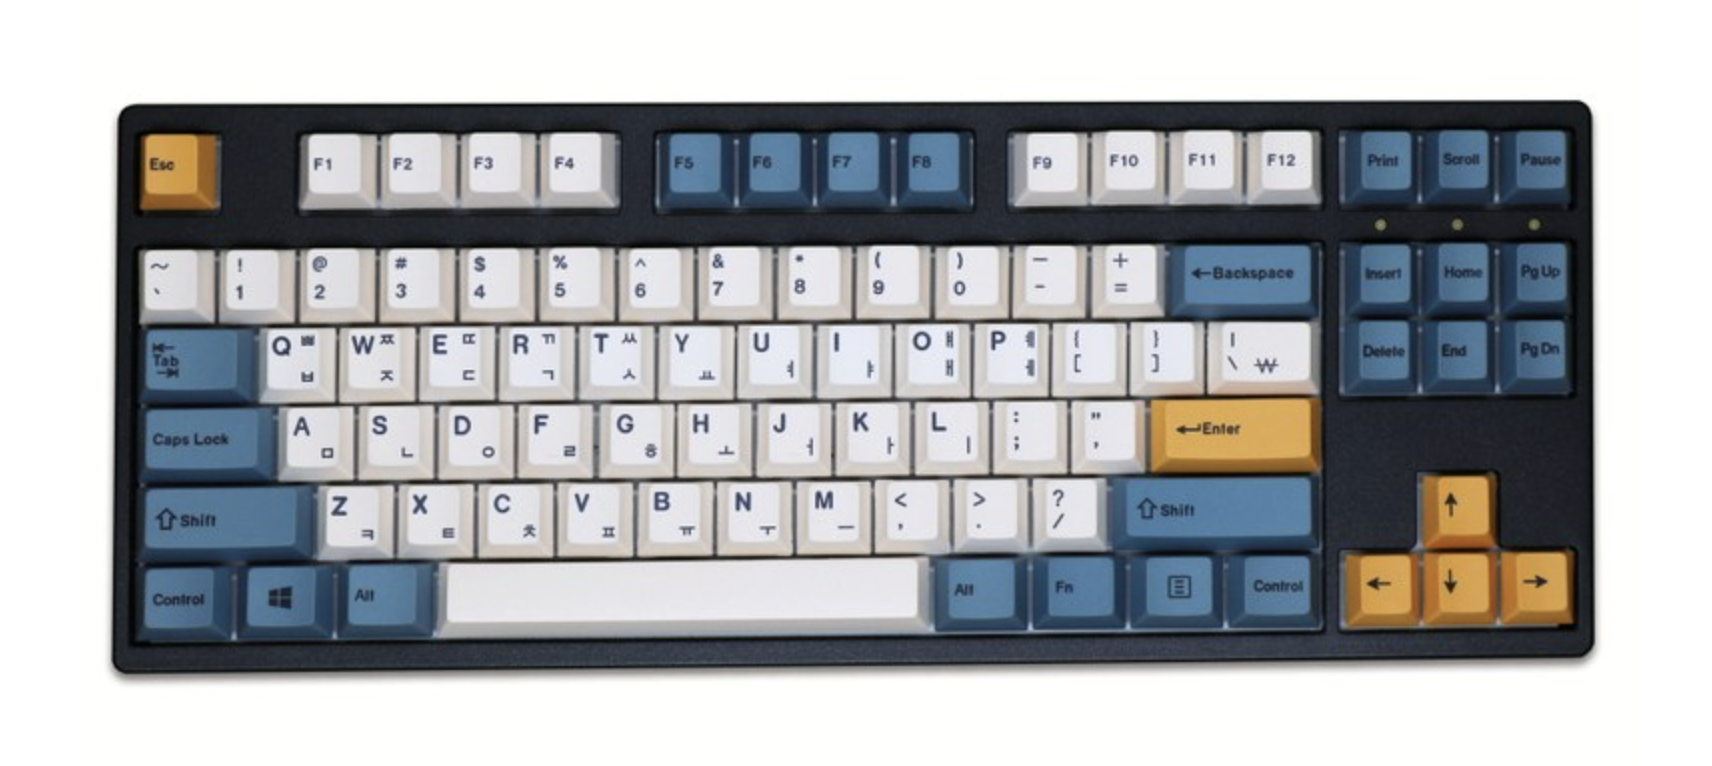 Esc F1 F2 F3 F4 F5 F6 F7 F8 F9 F10 F11 F12 Print Scroll Pause
~ ! @ # $ % ^ & * ( ) — + ←Backspace Insert Home Pg Up
` 1 2 3 4 5 6 7 8 9 0 - =
Tab Q ㅃ W ㅉ E ㄸ R ㄲ T ㅆ Y U I O ㅒ P ㅖ { } | Delete End Pg Dn
ㅂ ㅈ ㄷ ㄱ ㅅ ㅛ ㅕ ㅑ ㅐ ㅔ [ ] \ ₩
Caps Lock A S D F G H J K L : " ↵Enter
ㅁ ㄴ ㅇ ㄹ ㅎ ㅗ ㅓ ㅏ ㅣ ; '
⇧Shift Z X C V B N M < > ? ⇧Shift ↑
ㅋ ㅌ ㅊ ㅍ ㅠ ㅜ ㅡ , . /
Control Alt Alt Fn Control ← ↓ →